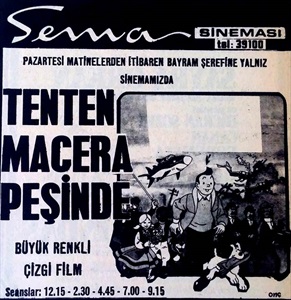 Sema SİNEMASI
tel: 39100
PAZARTESİ MATİNELERDEN İTİBAREN BAYRAM ŞEREFİNE YALNIZ
SİNEMAMIZDA
TENTEN
MACERA
PEŞİNDE
BÜYÜK RENKLİ
ÇİZGİ FİLM
Seanslar: 12.15 - 2.30 - 4.45 - 7.00 - 9.15